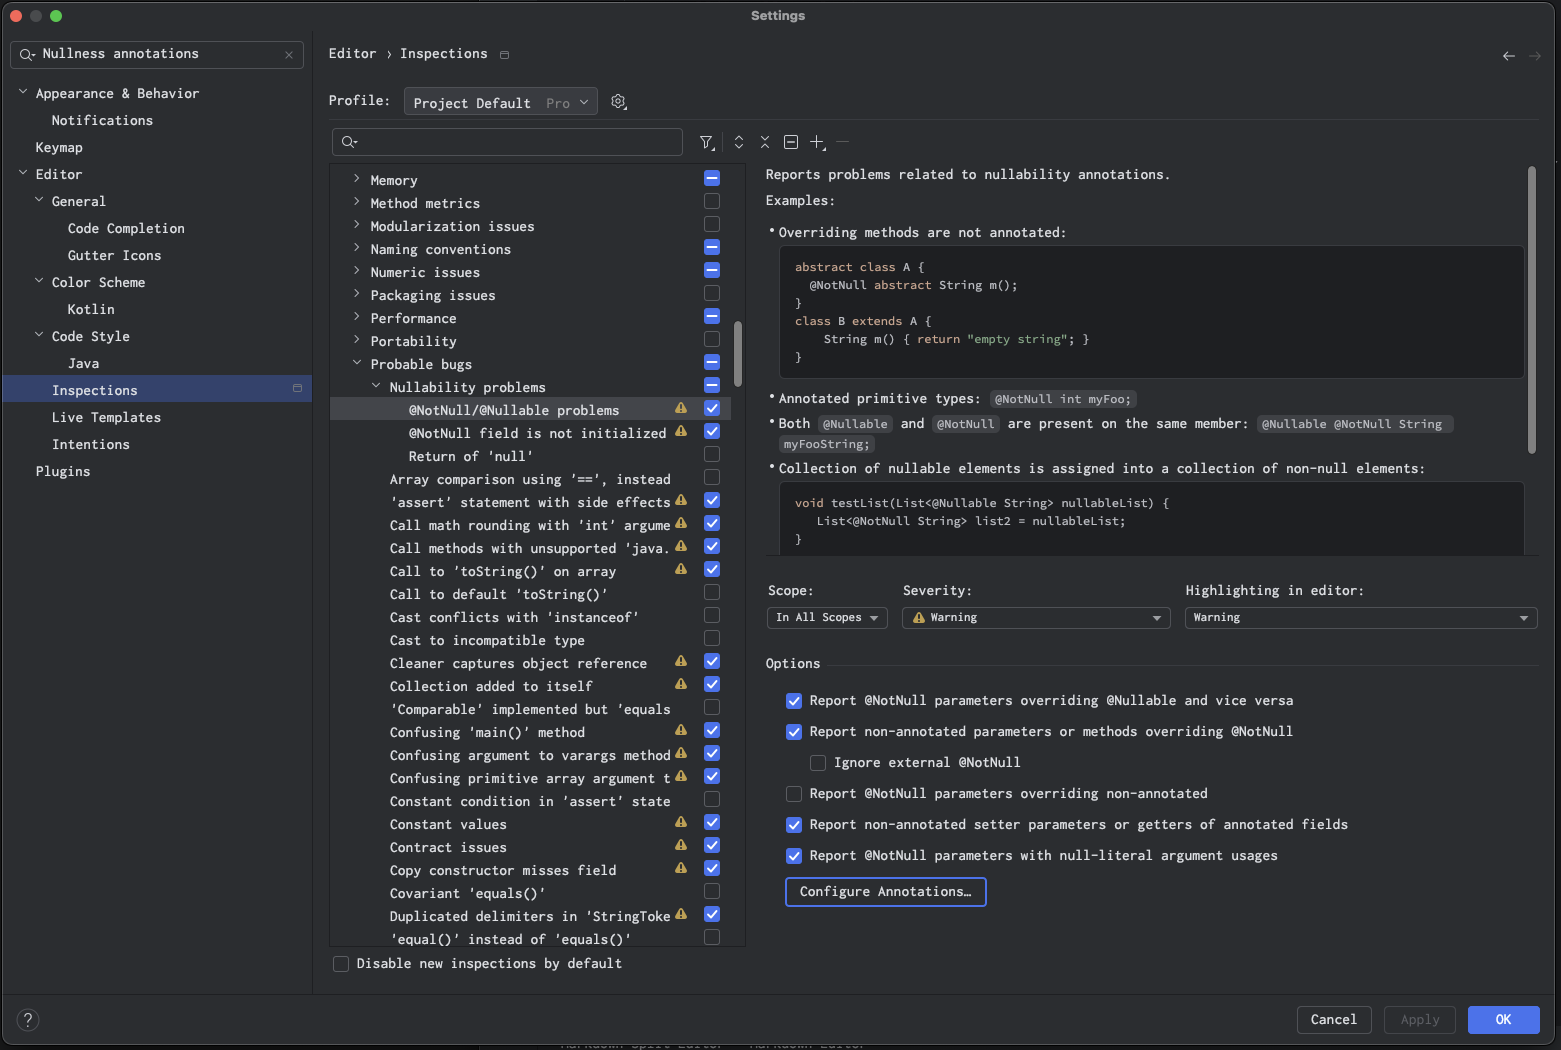 Settings
Nullness annotations
Appearance & Behavior
Notifications
Keymap
Editor
General
Code Completion
Gutter Icons
Color Scheme
Kotlin
Code Style
Java
Inspections
Live Templates
Intentions
Plugins
Editor › Inspections
Profile: Project Default Pro
Memory
Method metrics
Modularization issues
Naming conventions
Numeric issues
Packaging issues
Performance
Portability
Probable bugs
Nullability problems
@NotNull/@Nullable problems
@NotNull field is not initialized
Return of 'null'
Array comparison using '==', instead
'assert' statement with side effects
Call math rounding with 'int' argume
Call methods with unsupported 'java.
Call to 'toString()' on array
Call to default 'toString()'
Cast conflicts with 'instanceof'
Cast to incompatible type
Cleaner captures object reference
Collection added to itself
'Comparable' implemented but 'equals
Confusing 'main()' method
Confusing argument to varargs method
Confusing primitive array argument t
Constant condition in 'assert' state
Constant values
Contract issues
Copy constructor misses field
Covariant 'equals()'
Duplicated delimiters in 'StringToke
'equal()' instead of 'equals()'
Disable new inspections by default
Reports problems related to nullability annotations.
Examples:
• Overriding methods are not annotated:
abstract class A {
@NotNull abstract String m();
}
class B extends A {
String m() { return "empty string"; }
}
• Annotated primitive types: @NotNull int myFoo;
• Both @Nullable and @NotNull are present on the same member: @Nullable @NotNull String
myFooString;
• Collection of nullable elements is assigned into a collection of non-null elements:
void testList(List<@Nullable String> nullableList) {
List<@NotNull String> list2 = nullableList;
}
Scope: Severity: Highlighting in editor:
In All Scopes Warning Warning
Options
Report @NotNull parameters overriding @Nullable and vice versa
Report non-annotated parameters or methods overriding @NotNull
Ignore external @NotNull
Report @NotNull parameters overriding non-annotated
Report non-annotated setter parameters or getters of annotated fields
Report @NotNull parameters with null-literal argument usages
Configure Annotations…
? Cancel Apply OK